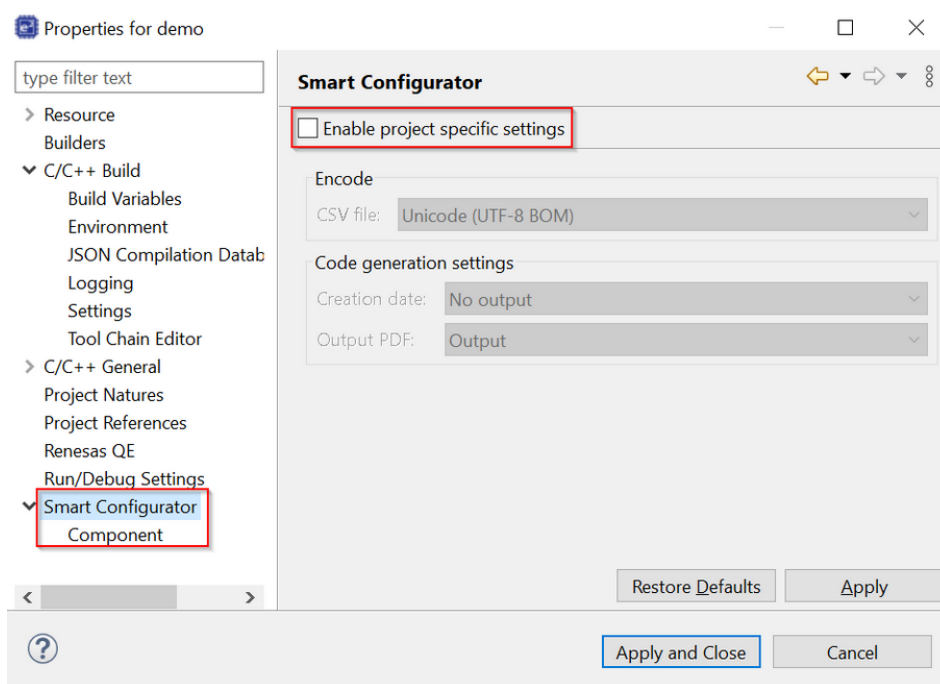 Properties for demo
type filter text
Resource
Builders
C/C++ Build
Build Variables
Environment
JSON Compilation Datab
Logging
Settings
Tool Chain Editor
C/C++ General
Project Natures
Project References
Renesas QE
Run/Debug Settings
Smart Configurator
Component
Smart Configurator
Enable project specific settings
Encode
CSV file: Unicode (UTF-8 BOM)
Code generation settings
Creation date: No output
Output PDF: Output
Restore Defaults Apply
Apply and Close Cancel